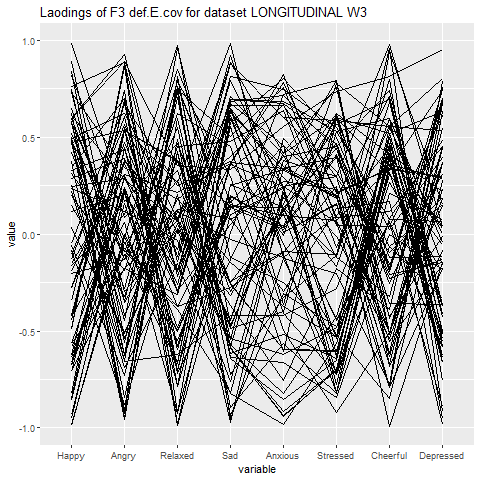 Laodings of F3 def.E.cov for dataset LONGITUDINAL W3
1.0
0.5
0.0
-0.5
-1.0
value
Happy Angry Relaxed Sad Anxious Stressed Cheerful Depressed
variable